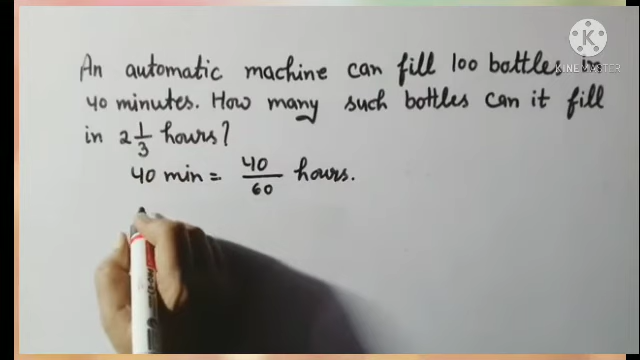 An automatic machine can fill 100 bottles in
40 minutes. How many such bottles can it fill
in 2 1/3 hours?
40 min = 40/60 hours.
KINEMASTER